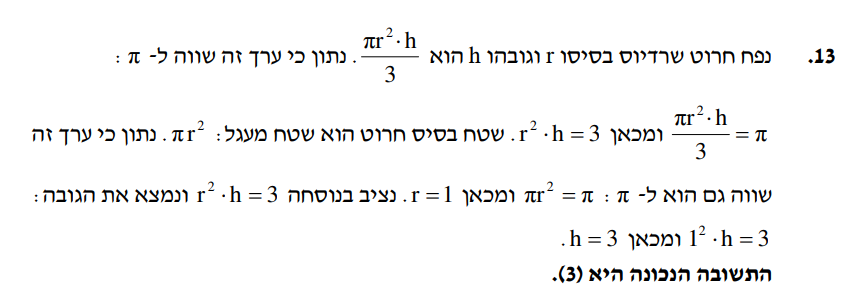 13. נפח חרוט שרדיוס בסיסו r וגובהו h הוא πr²·h/3. נתון כי ערך זה שווה ל- π :
πr²·h/3 = π ומכאן r²·h = 3. שטח בסיס חרוט הוא שטח מעגל: πr². נתון כי ערך זה
שווה גם הוא ל- π : πr² = π ומכאן r = 1. נציב בנוסחה r²·h = 3 ונמצא את הגובה:
1²·h = 3 ומכאן h = 3.
התשובה הנכונה היא (3).